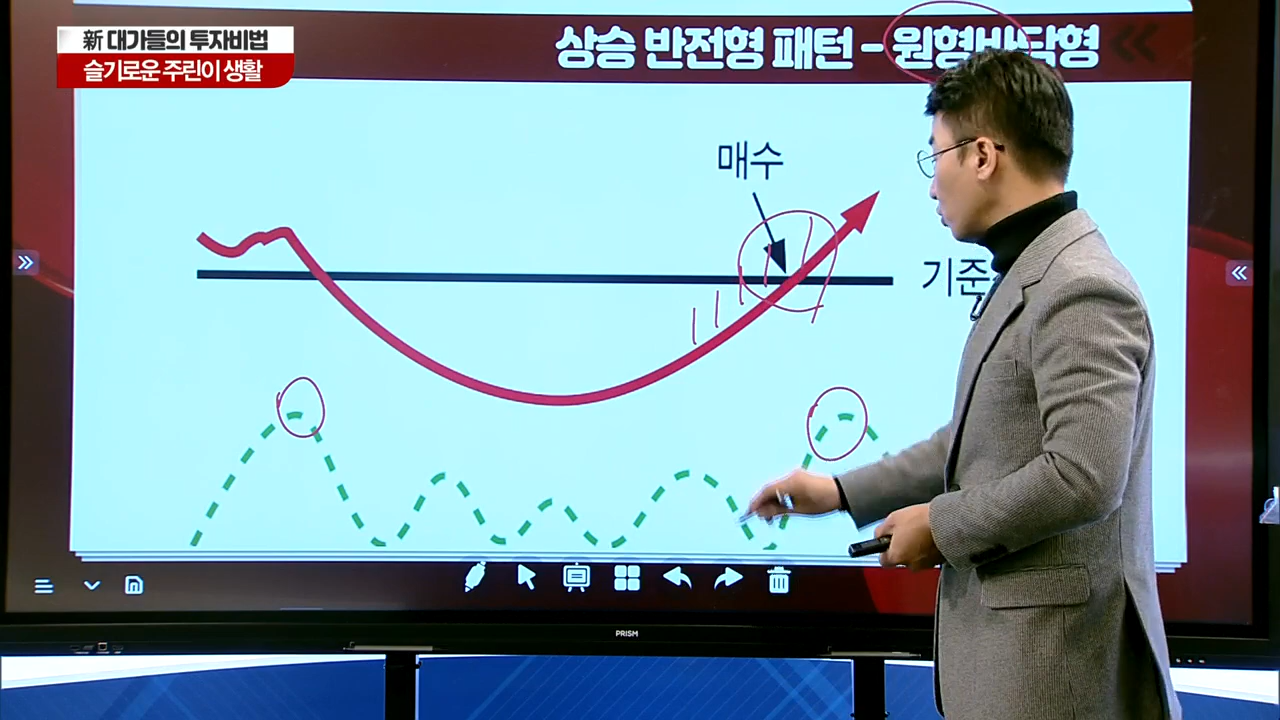 新 대가들의 투자비법
슬기로운 주린이 생활
상승 반전형 패턴 - 원형바닥형
매수
기준
PRISM